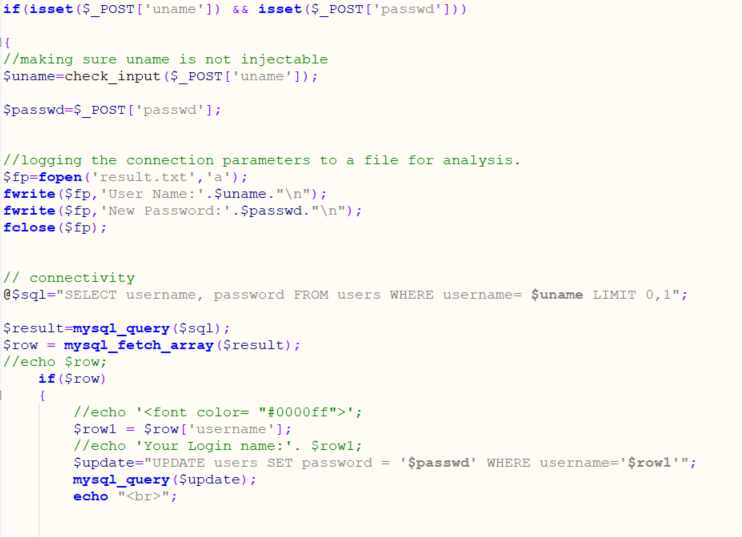 if(isset($_POST['uname']) && isset($_POST['passwd']))
{
//making sure uname is not injectable
$uname=check_input($_POST['uname']);
$passwd=$_POST['passwd'];
//logging the connection parameters to a file for analysis.
$fp=fopen('result.txt','a');
fwrite($fp,'User Name:'.$uname."\n");
fwrite($fp,'New Password:'.$passwd."\n");
fclose($fp);
// connectivity
@$sql="SELECT username, password FROM users WHERE username= $uname LIMIT 0,1";
$result=mysql_query($sql);
$row = mysql_fetch_array($result);
//echo $row;
if($row)
{
//echo '<font color= "#0000ff">';
$row1 = $row['username'];
//echo 'Your Login name:'. $row1;
$update="UPDATE users SET password = '$passwd' WHERE username='$row1'";
mysql_query($update);
echo "<br>";